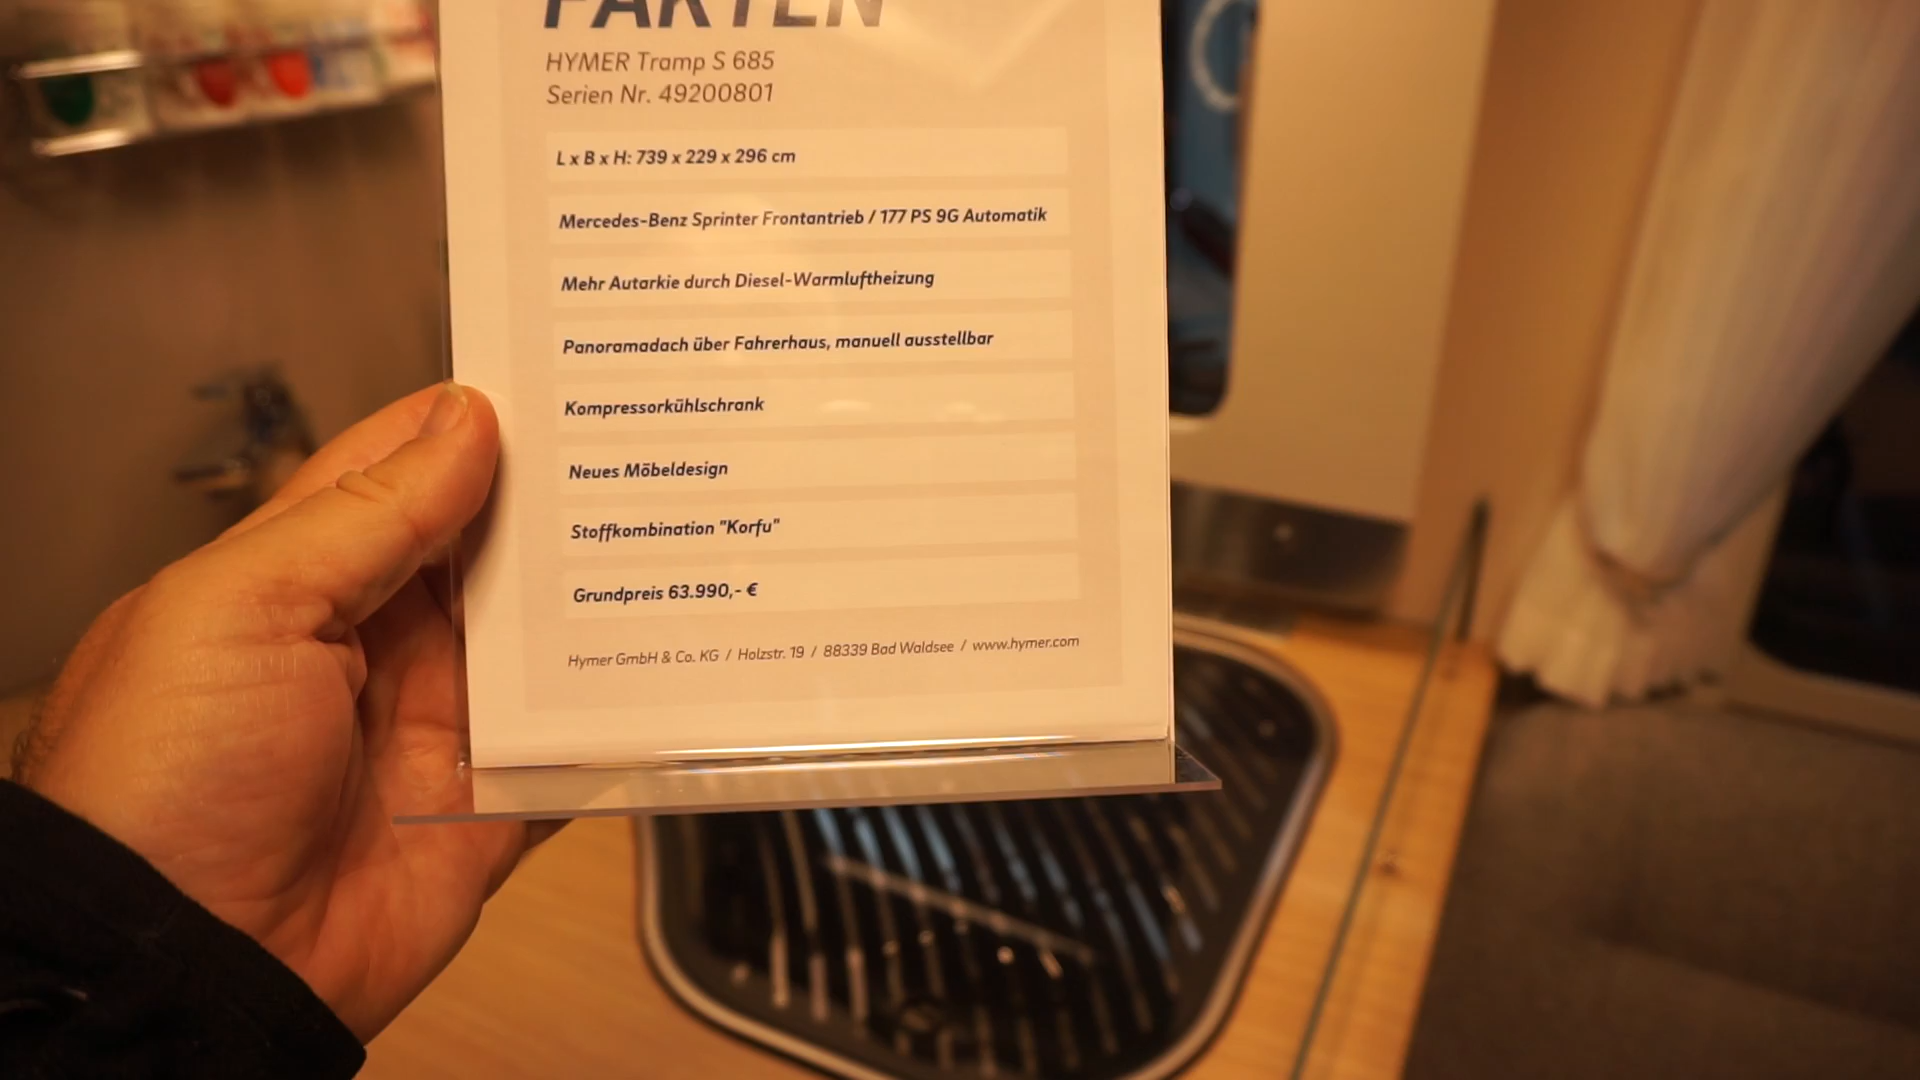 FAKTEN
HYMER Tramp S 685
Serien Nr. 49200801
L x B x H: 739 x 229 x 296 cm
Mercedes-Benz Sprinter Frontantrieb / 177 PS 9G Automatik
Mehr Autarkie durch Diesel-Warmluftheizung
Panoramadach über Fahrerhaus, manuell ausstellbar
Kompressorkühlschrank
Neues Möbeldesign
Stoffkombination "Korfu"
Grundpreis 63.990,- €
Hymer GmbH & Co. KG / Holzstr. 19 / 88339 Bad Waldsee / www.hymer.com